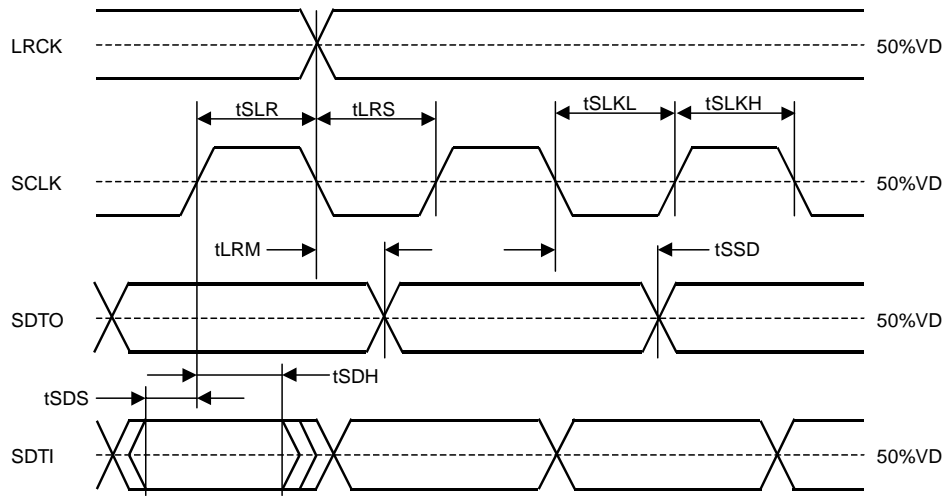 LRCK 50%VD
tSLR tLRS tSLKL tSLKH
SCLK 50%VD
tLRM tSSD
SDTO 50%VD
tSDH
tSDS
SDTI 50%VD